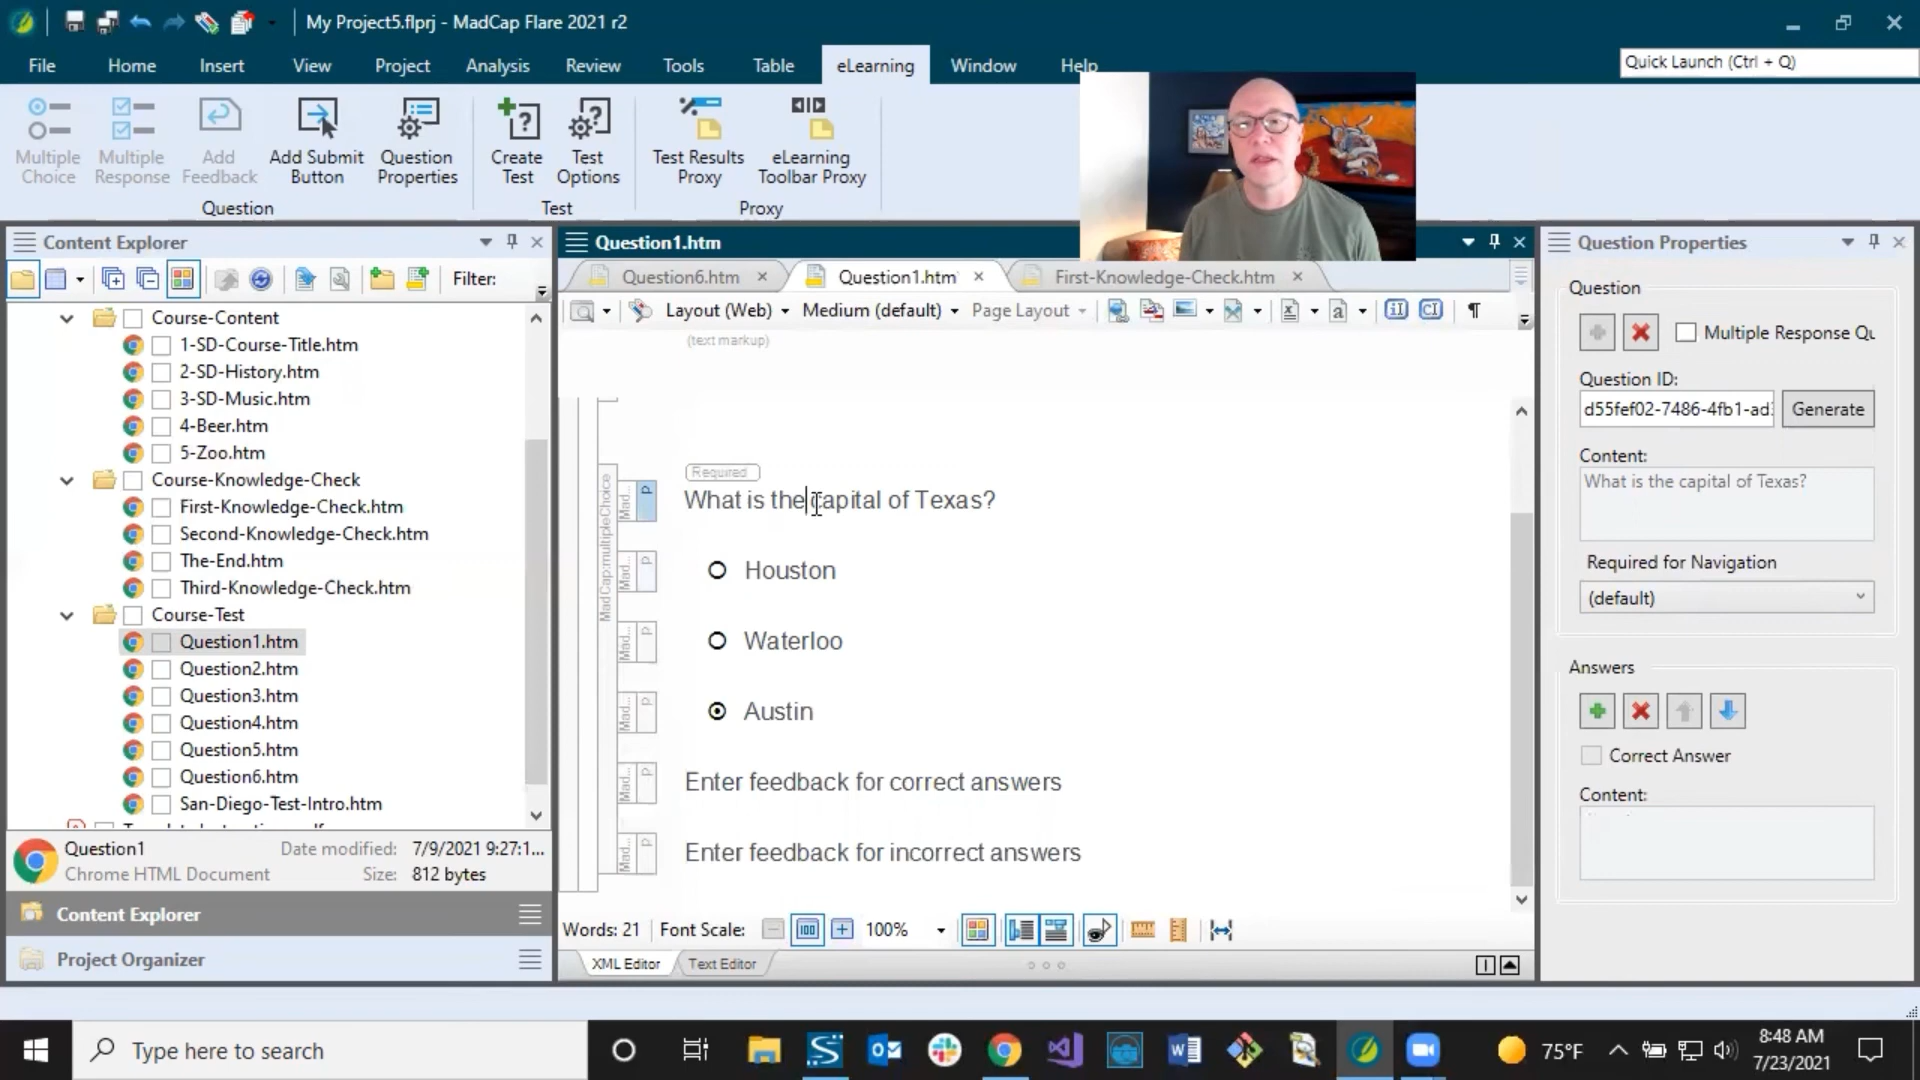 My Project5.flprj - MadCap Flare 2021 r2
File Home Insert View Project Analysis Review Tools Table eLearning Window Help
Quick Launch (Ctrl + Q)
Multiple Choice
Multiple Response
Add Feedback
Add Submit Button
Question Properties
Create Test
Test Options
Test Results Proxy
eLearning Toolbar Proxy
Question Test Proxy
Content Explorer
Filter:
Course-Content
1-SD-Course-Title.htm
2-SD-History.htm
3-SD-Music.htm
4-Beer.htm
5-Zoo.htm
Course-Knowledge-Check
First-Knowledge-Check.htm
Second-Knowledge-Check.htm
The-End.htm
Third-Knowledge-Check.htm
Course-Test
Question1.htm
Question2.htm
Question3.htm
Question4.htm
Question5.htm
Question6.htm
San-Diego-Test-Intro.htm
Question1 Date modified: 7/9/2021 9:27:1...
Chrome HTML Document Size: 812 bytes
Content Explorer
Project Organizer
Question1.htm
Question6.htm Question1.htm First-Knowledge-Check.htm
Layout (Web) Medium (default) Page Layout
(text markup)
MadCap:multipleChoice
Required
Mad... p What is the capital of Texas?
Mad... p Houston
Mad... p Waterloo
Mad... p Austin
Mad... p Enter feedback for correct answers
Mad... p Enter feedback for incorrect answers
Words: 21 Font Scale: 100 100%
XML Editor Text Editor
Question Properties
Question
Multiple Response Qu
Question ID:
d55fef02-7486-4fb1-ad Generate
Content:
What is the capital of Texas?
Required for Navigation
(default)
Answers
Correct Answer
Content:
Type here to search
75°F
8:48 AM
7/23/2021